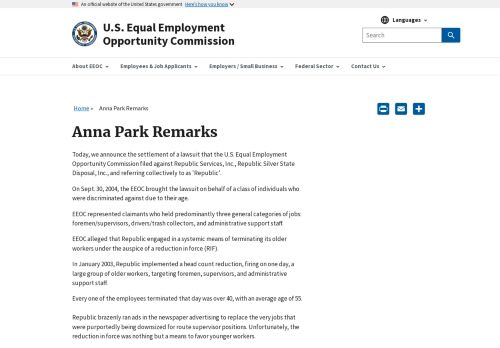 An official website of the United States government Here's how you know
U.S. Equal Employment
Opportunity Commission
Languages
Search
About EEOC
Employees & Job Applicants
Employers / Small Business
Federal Sector
Contact Us
Home » Anna Park Remarks
Anna Park Remarks
Today, we announce the settlement of a lawsuit that the U.S. Equal Employment
Opportunity Commission filed against Republic Services, Inc., Republic Silver State
Disposal, Inc., and referring collectively to as 'Republic'.
On Sept. 30, 2004, the EEOC brought the lawsuit on behalf of a class of individuals who
were discriminated against due to their age.
EEOC represented claimants who held predominantly three general categories of jobs:
foremen/supervisors, drivers/trash collectors, and administrative support staff.
EEOC alleged that Republic engaged in a systemic means of terminating its older
workers under the auspice of a reduction in force (RIF).
In January 2003, Republic implemented a head count reduction, firing on one day, a
large group of older workers, targeting foremen, supervisors, and administrative
support staff.
Every one of the employees terminated that day was over 40, with an average age of 55.
Republic brazenly ran ads in the newspaper advertising to replace the very jobs that
were purportedly being downsized for route supervisor positions. Unfortunately, the
reduction in force was nothing but a means to favor younger workers.